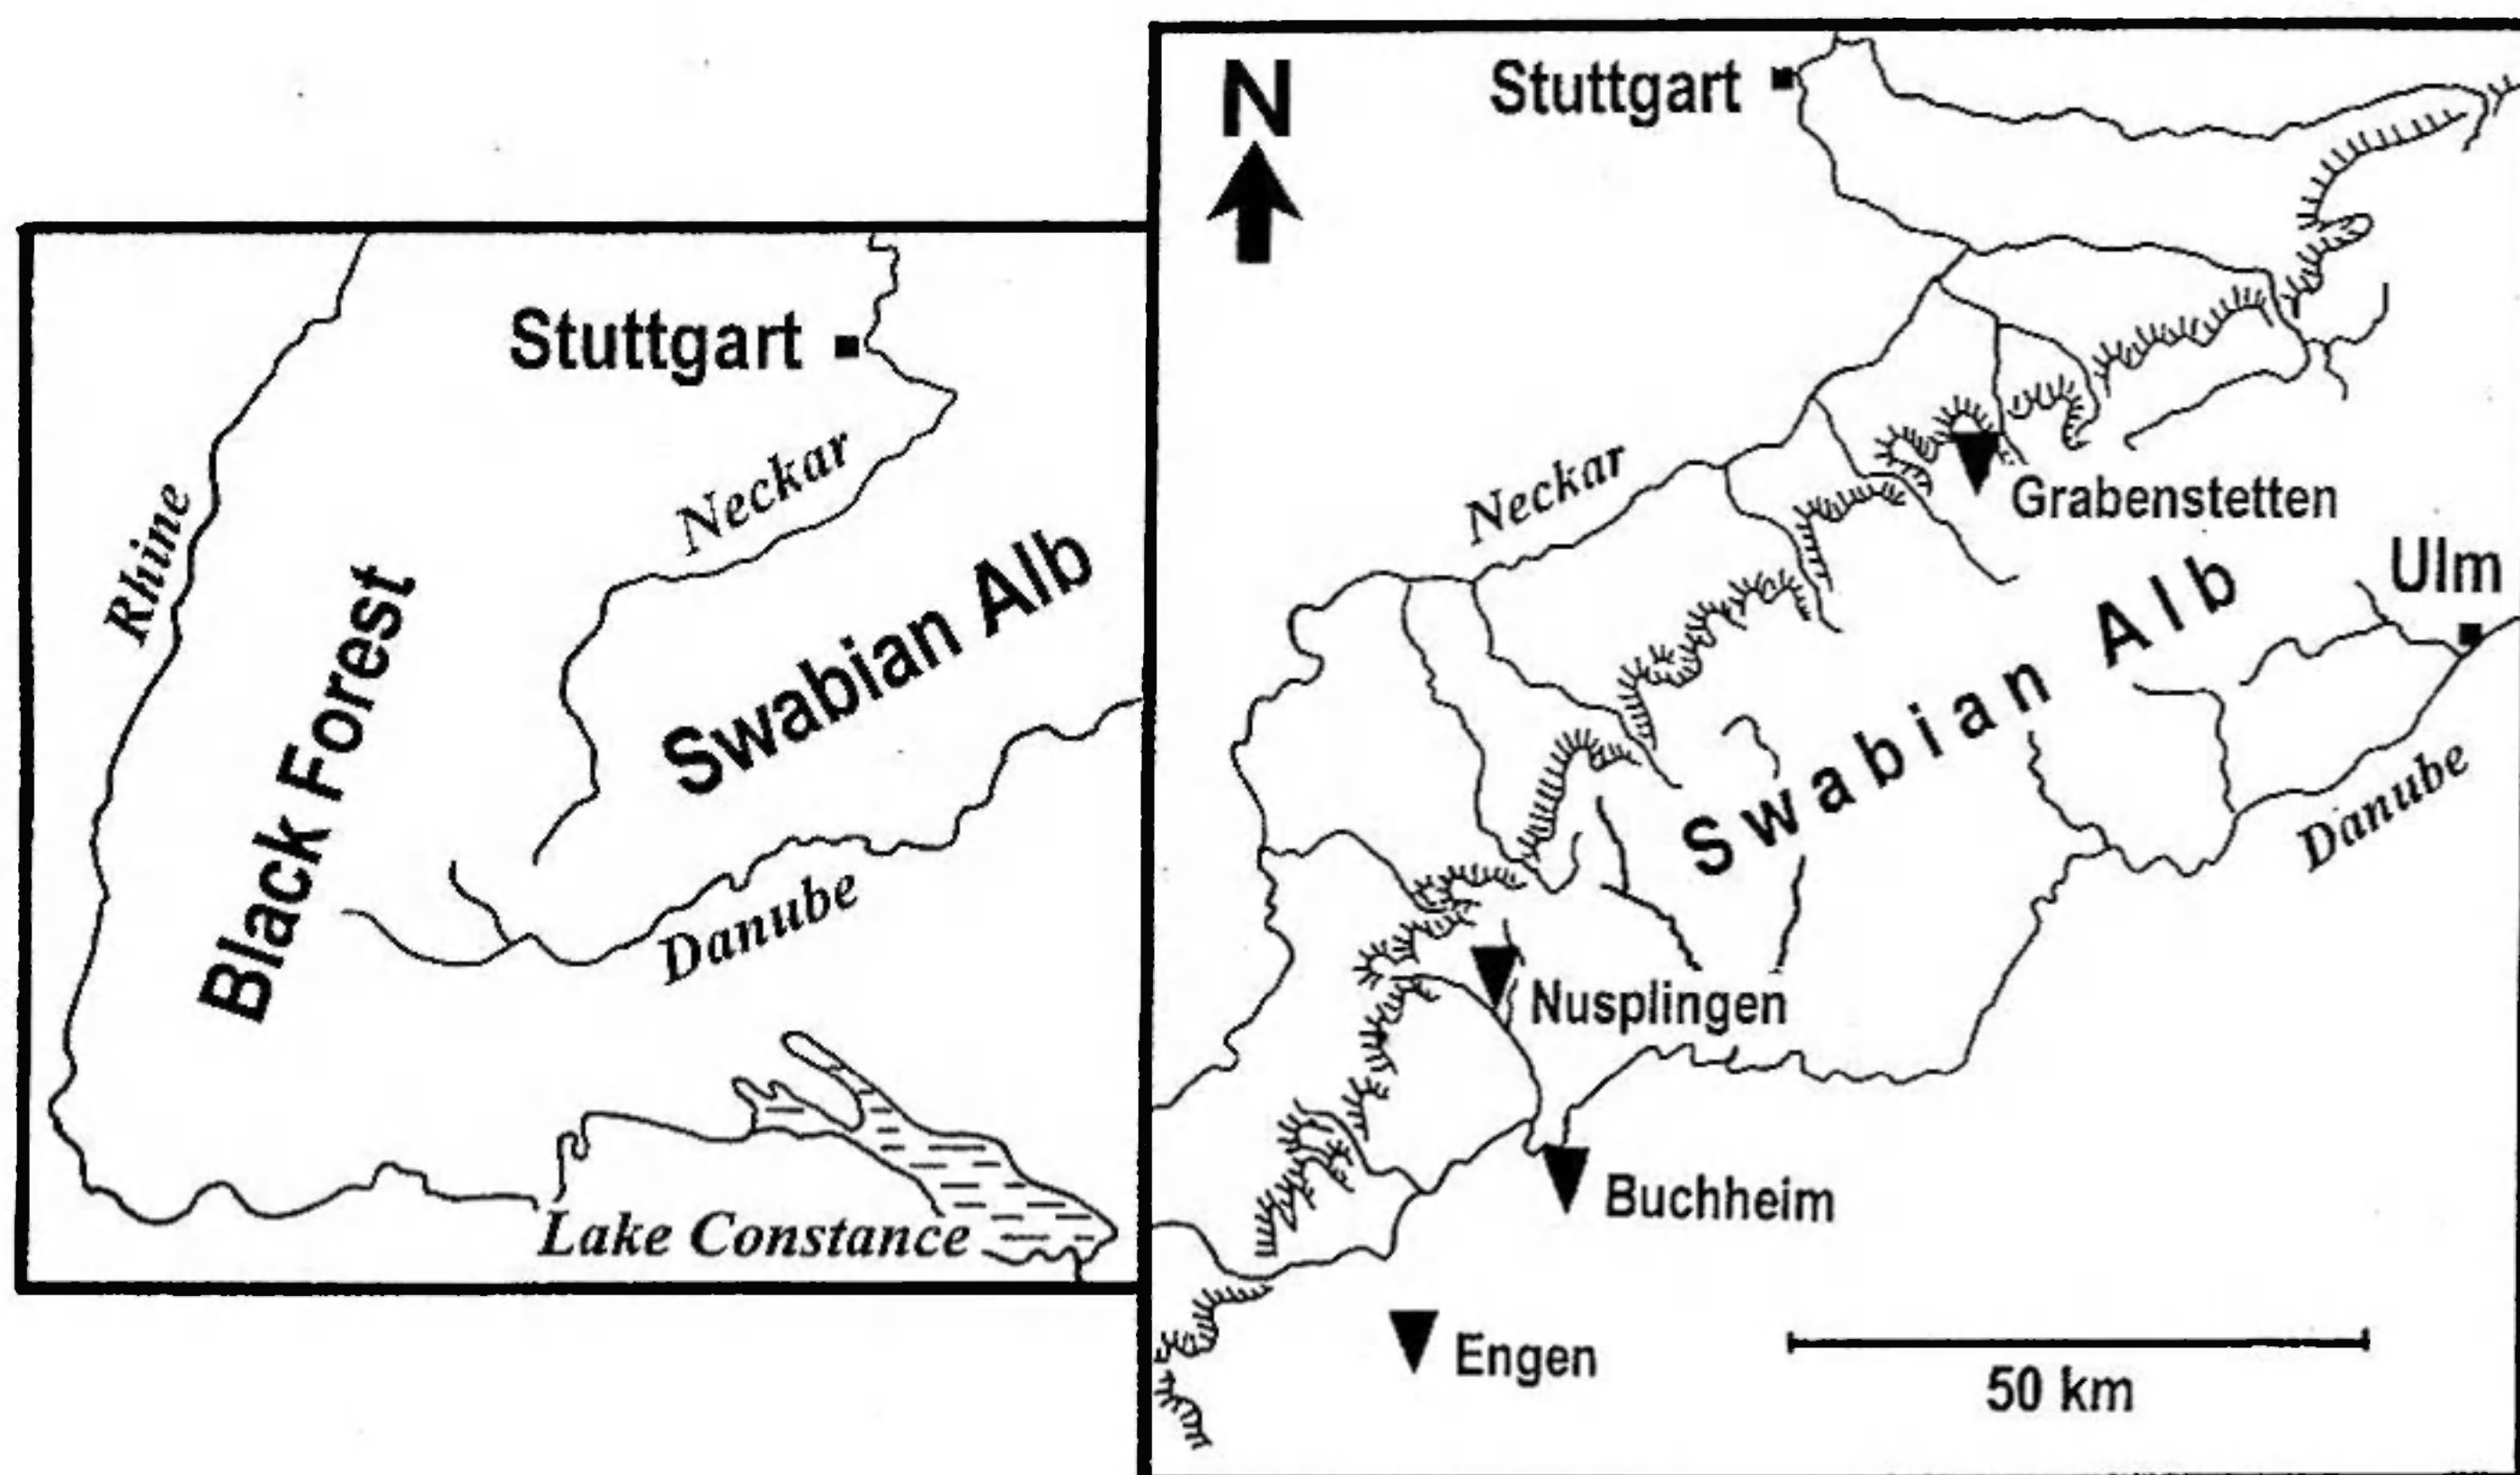 Stuttgart
Neckar
Rhine
Black Forest
Swabian Alb
Danube
Lake Constance
N
Stuttgart
Neckar
Grabenstetten
Ulm
Swabian Alb
Danube
Nusplingen
Buchheim
Engen
50 km